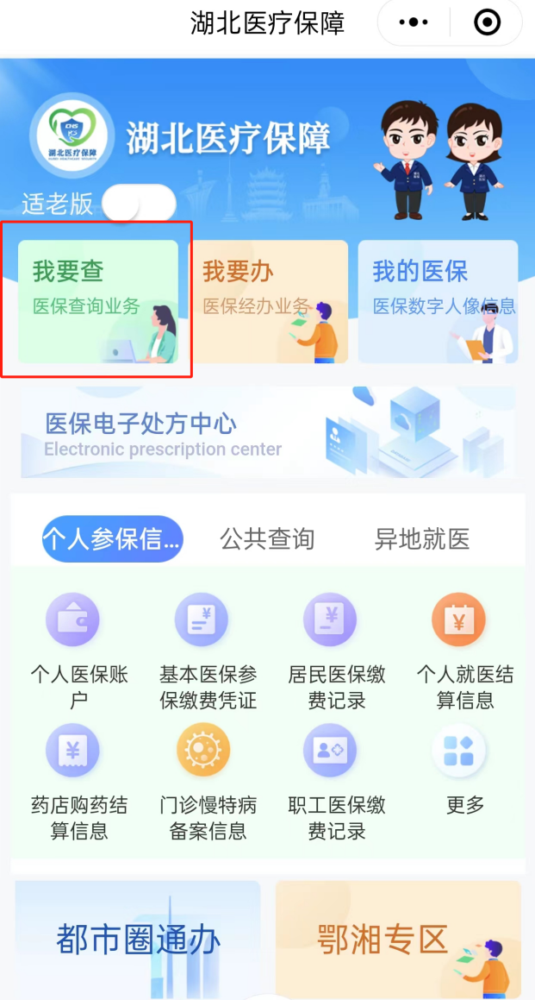 湖北医疗保障
CHS
湖北医疗保障
湖北医疗保障
适老版
我要查
医保查询业务
我要办
医保经办业务
我的医保
医保数字人像信息
医保电子处方中心
Electronic prescription center
个人参保信...
公共查询
异地就医
个人医保账
户
基本医保参
保缴费凭证
居民医保缴
费记录
个人就医结
算信息
药店购药结
算信息
门诊慢特病
备案信息
职工医保缴
费记录
更多
都市圈通办
鄂湘专区